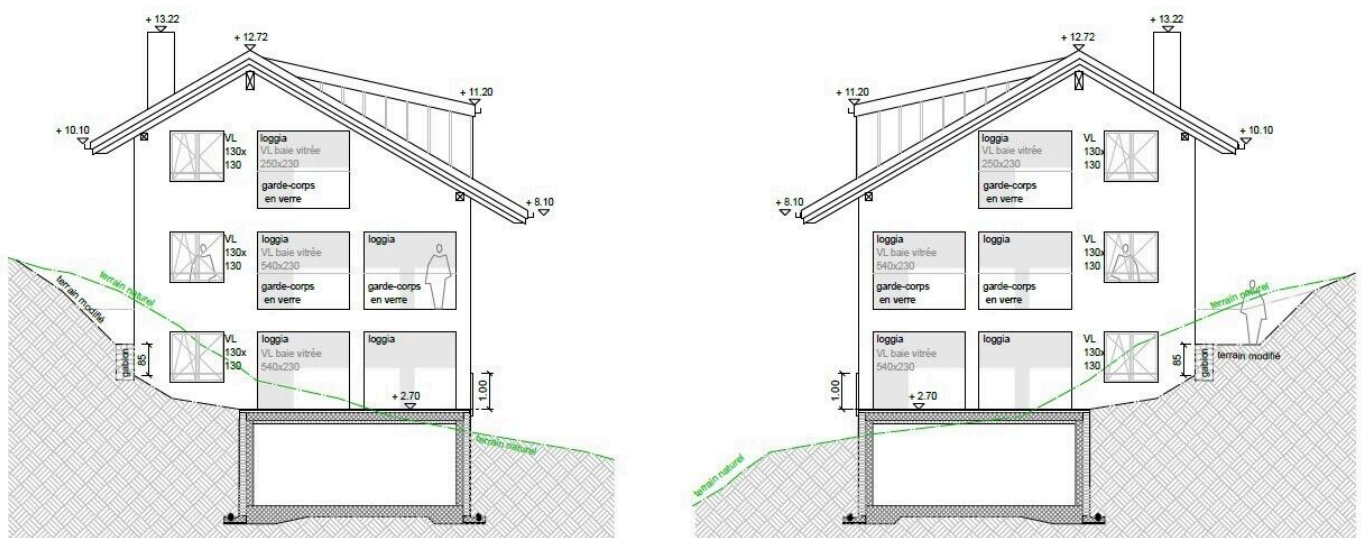 + 13.22
+ 12.72
+ 11.20
+ 10.10
VL
130x
130
loggia
VL baie vitrée
250x230
garde-corps
en verre
+ 8.10
VL
130x
130
loggia
VL baie vitrée
540x230
garde-corps
en verre
loggia
garde-corps
en verre
terrain naturel
terrain modifié
gabion
85
VL
130x
130
loggia
VL baie vitrée
540x230
loggia
1.00
+ 2.70
terrain naturel
+ 13.22
+ 12.72
+ 11.20
+ 10.10
loggia
VL baie vitrée
250x230
garde-corps
en verre
VL
130x
130
+ 8.10
loggia
VL baie vitrée
540x230
garde-corps
en verre
loggia
garde-corps
en verre
VL
130x
130
terrain naturel
loggia
VL baie vitrée
540x230
loggia
VL
130x
130
85
gabion
terrain modifié
1.00
+ 2.70
terrain naturel